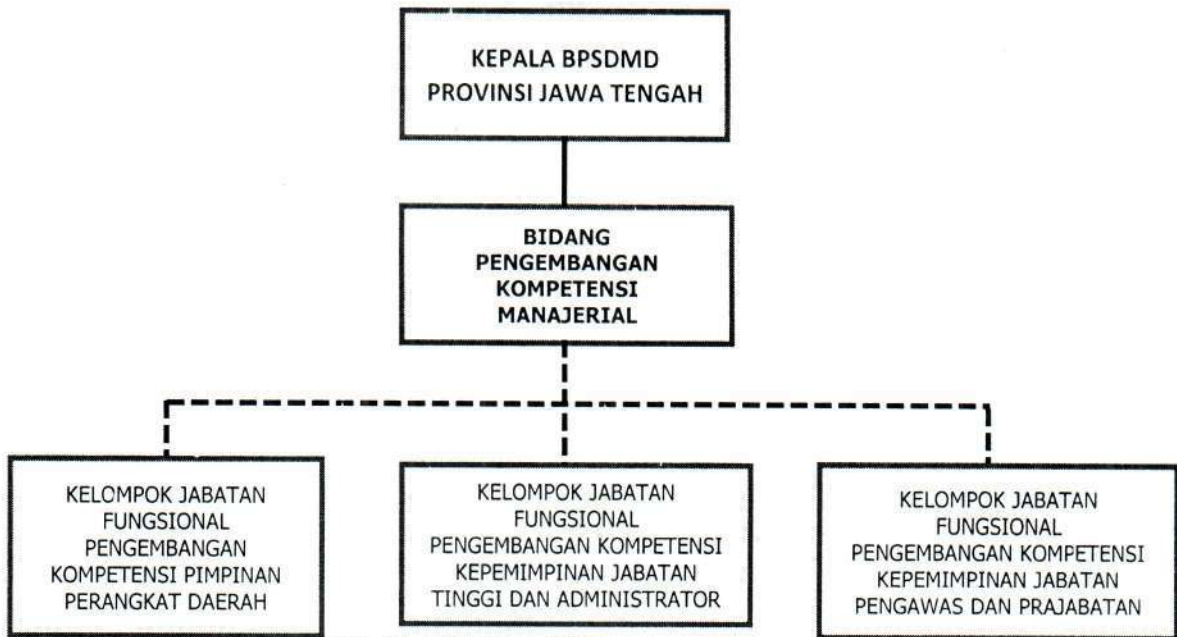 KEPALA BPSDMD
PROVINSI JAWA TENGAH
BIDANG
PENGEMBANGAN
KOMPETENSI
MANAJERIAL
KELOMPOK JABATAN
FUNGSIONAL
PENGEMBANGAN
KOMPETENSI PIMPINAN
PERANGKAT DAERAH
KELOMPOK JABATAN
FUNGSIONAL
PENGEMBANGAN KOMPETENSI
KEPEMIMPINAN JABATAN
TINGGI DAN ADMINISTRATOR
KELOMPOK JABATAN
FUNGSIONAL
PENGEMBANGAN KOMPETENSI
KEPEMIMPINAN JABATAN
PENGAWAS DAN PRAJABATAN